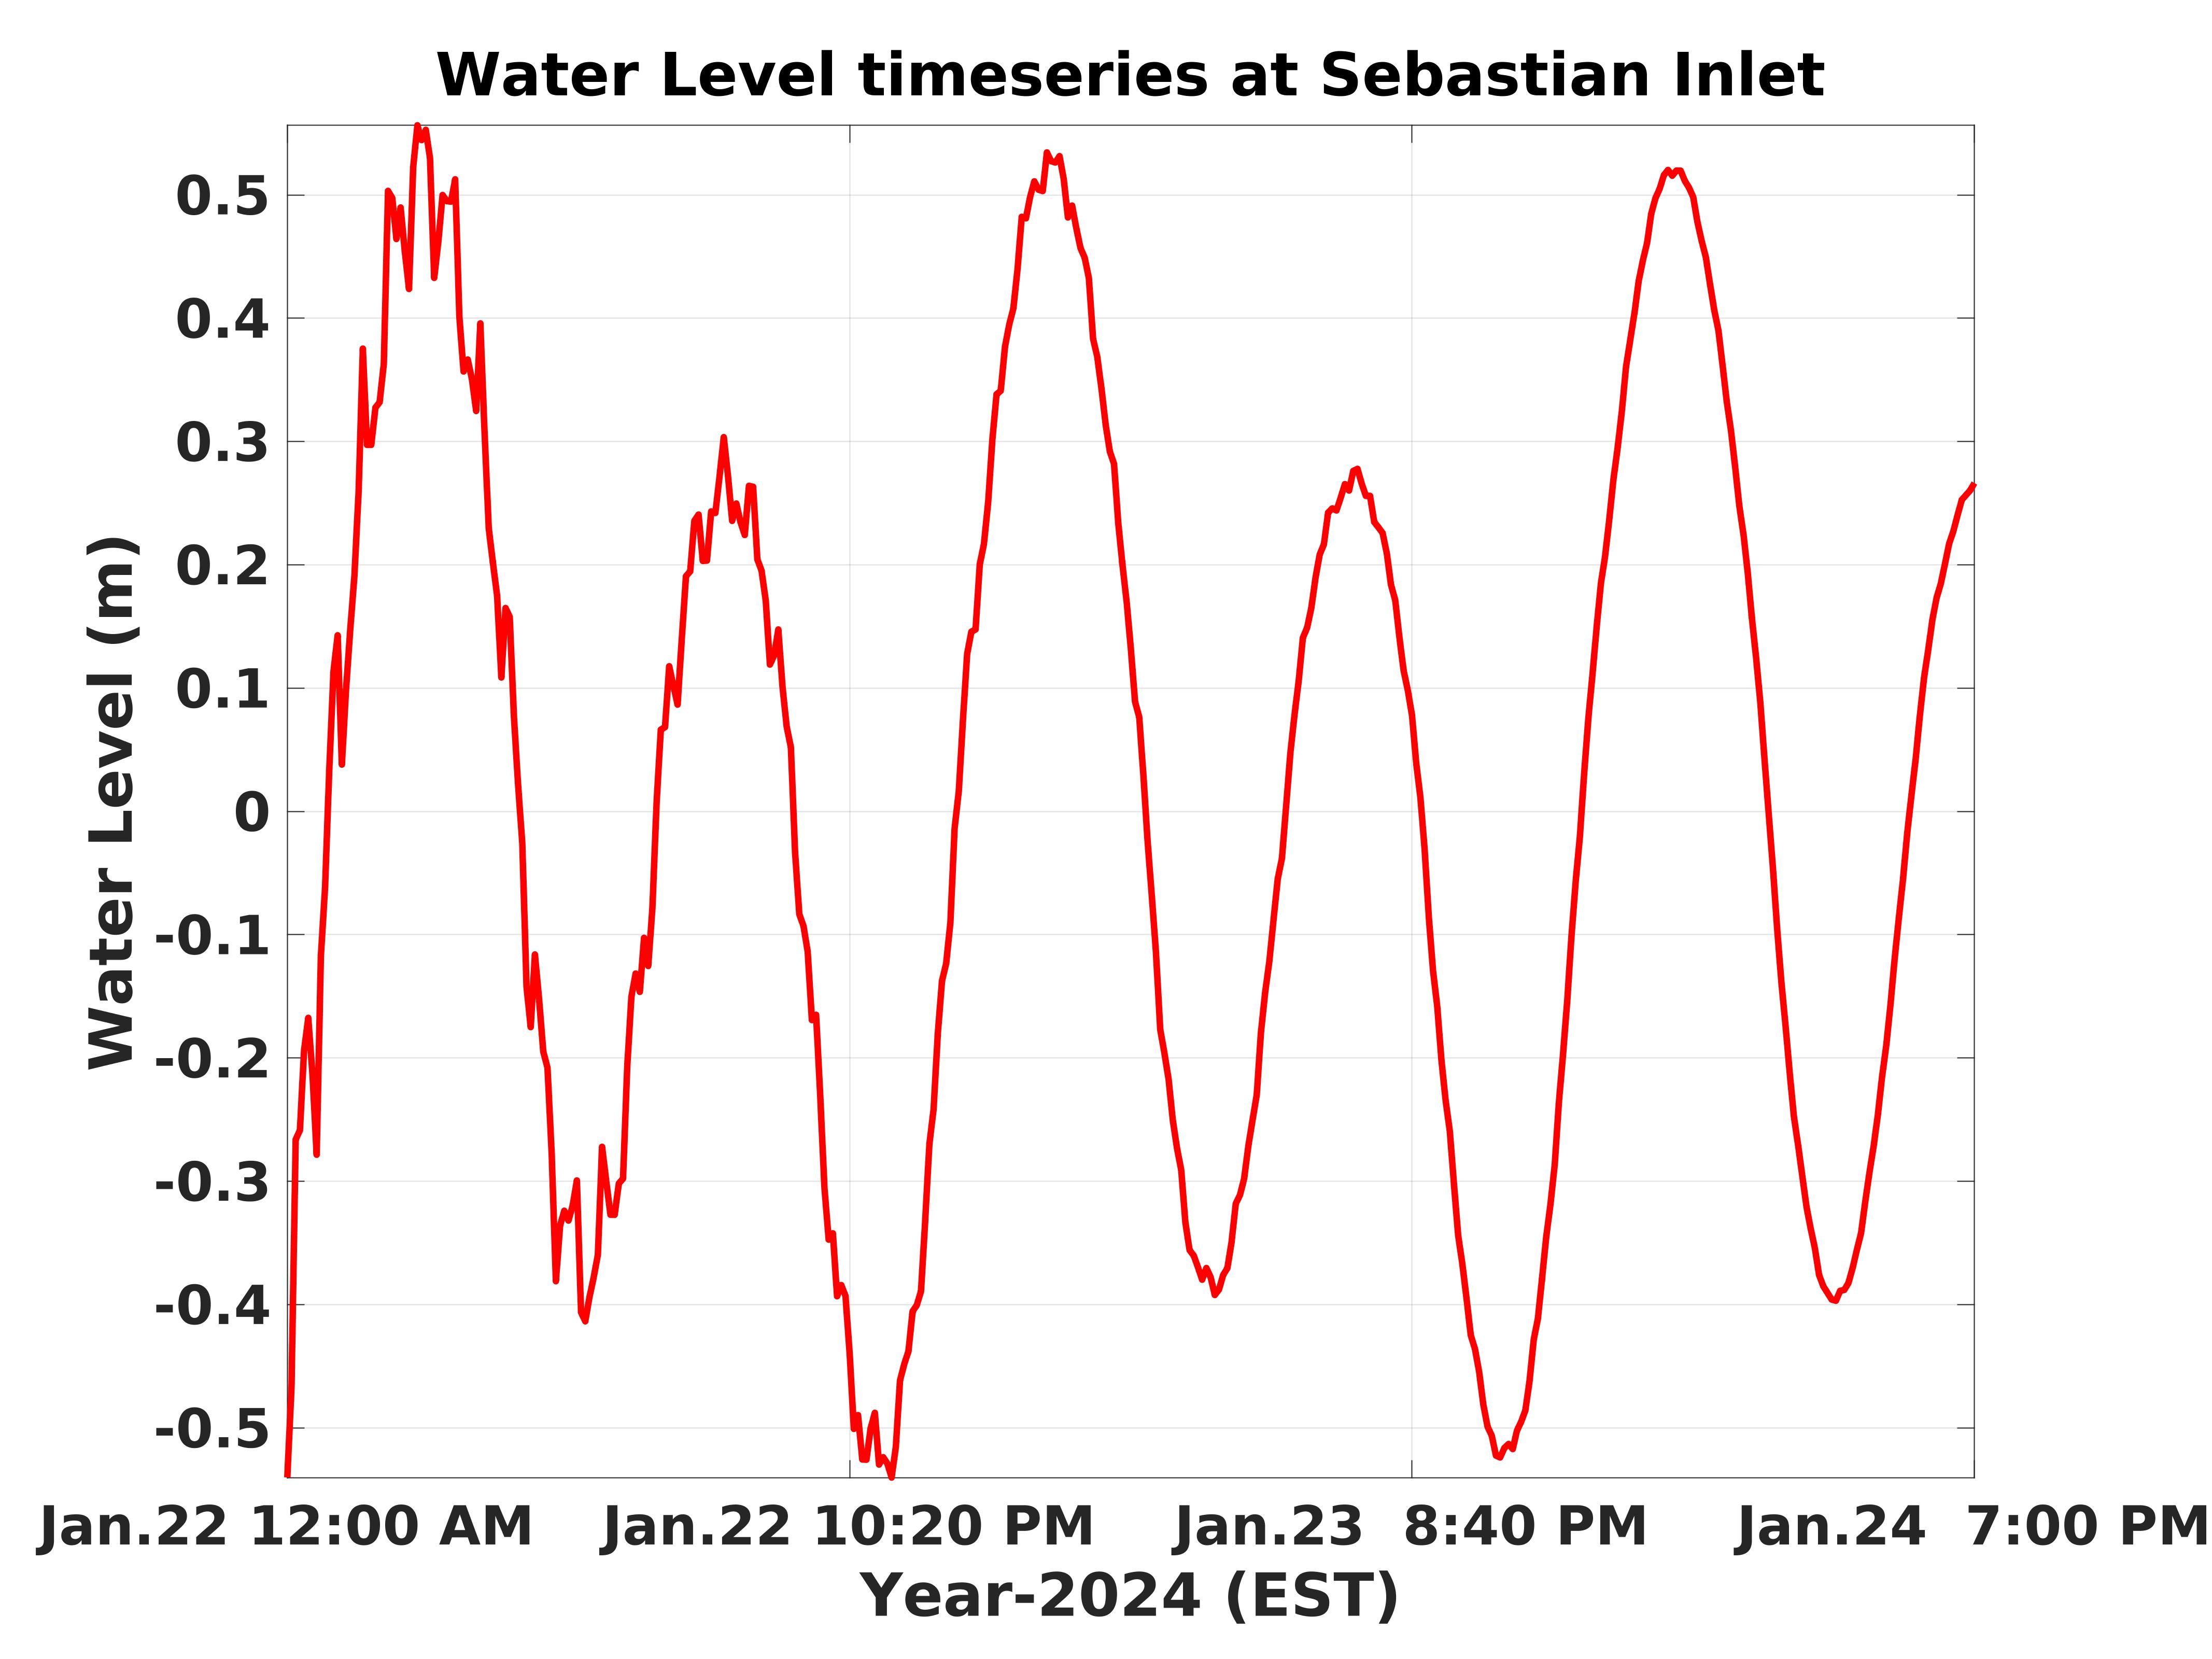 Water Level timeseries at Sebastian Inlet
Water Level (m)
0.5
0.4
0.3
0.2
0.1
0
-0.1
-0.2
-0.3
-0.4
-0.5
Jan.22 12:00 AM
Jan.22 10:20 PM
Jan.23 8:40 PM
Jan.24 7:00 PM
Year-2024 (EST)